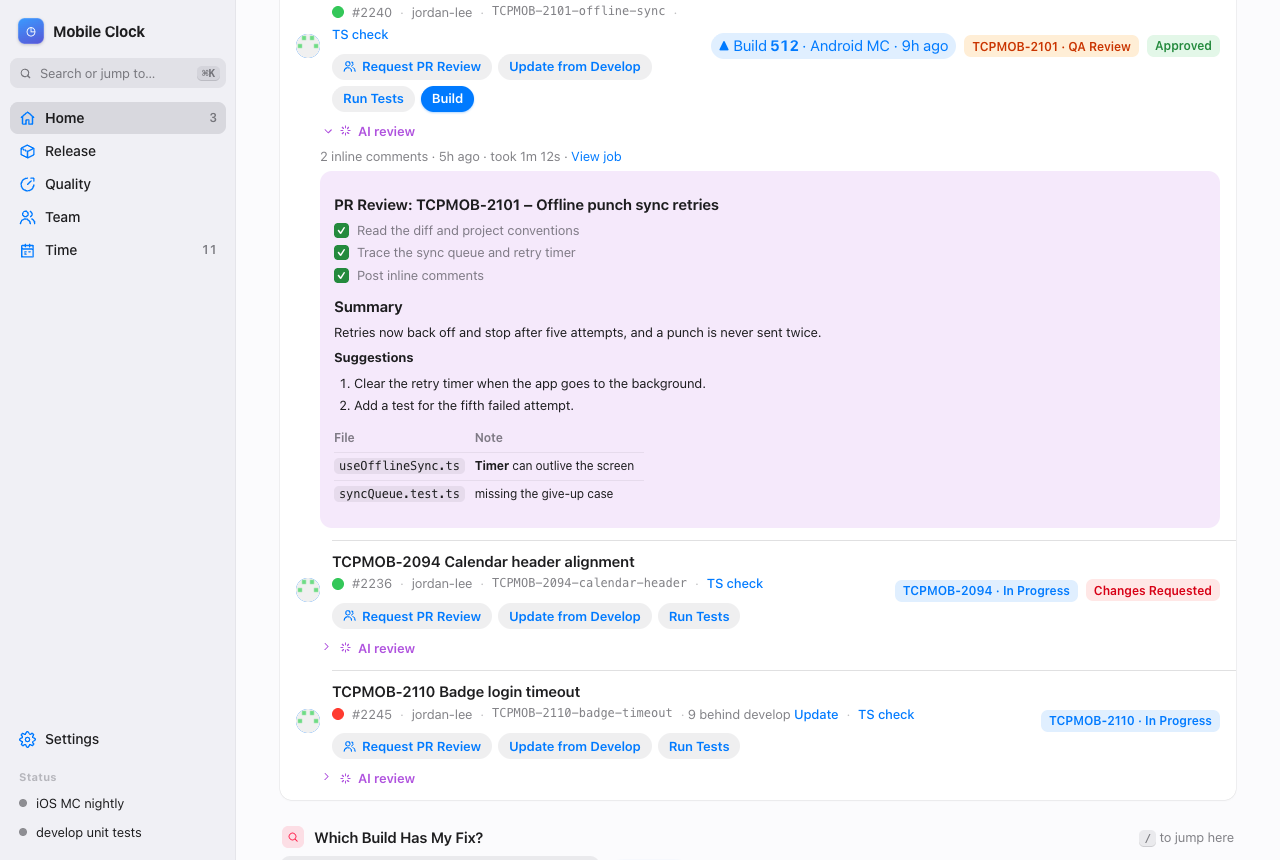 Mobile Clock
Search or jump to... ⌘K
Home 3
Release
Quality
Team
Time 11
Settings
Status
iOS MC nightly
develop unit tests
#2240 · jordan-lee · TCPMOB-2101-offline-sync ·
TS check
Build 512 · Android MC · 9h ago
TCPMOB-2101 · QA Review
Approved
Request PR Review
Update from Develop
Run Tests
Build
AI review
2 inline comments · 5h ago · took 1m 12s · View job
PR Review: TCPMOB-2101 – Offline punch sync retries
Read the diff and project conventions
Trace the sync queue and retry timer
Post inline comments
Summary
Retries now back off and stop after five attempts, and a punch is never sent twice.
Suggestions
1. Clear the retry timer when the app goes to the background.
2. Add a test for the fifth failed attempt.
File Note
useOfflineSync.ts Timer can outlive the screen
syncQueue.test.ts missing the give-up case
TCPMOB-2094 Calendar header alignment
#2236 · jordan-lee · TCPMOB-2094-calendar-header · TS check
TCPMOB-2094 · In Progress
Changes Requested
Request PR Review
Update from Develop
Run Tests
AI review
TCPMOB-2110 Badge login timeout
#2245 · jordan-lee · TCPMOB-2110-badge-timeout · 9 behind develop Update · TS check
TCPMOB-2110 · In Progress
Request PR Review
Update from Develop
Run Tests
AI review
Which Build Has My Fix?
/ to jump here